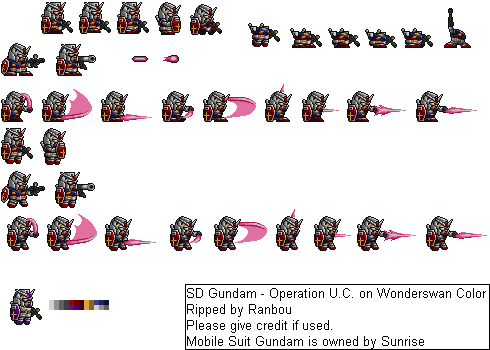 SD Gundam - Operation U.C. on Wonderswan Color
Ripped by Ranbou
Please give credit if used.
Mobile Suit Gundam is owned by Sunrise